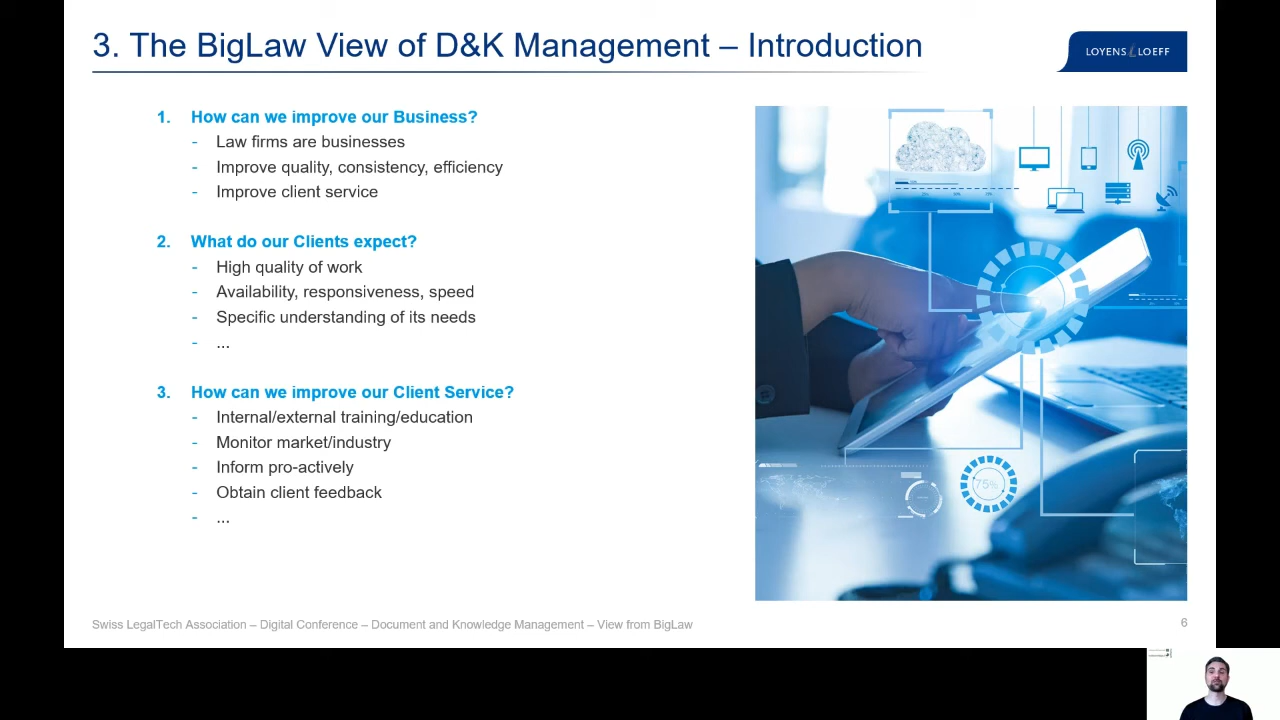 3. The BigLaw View of D&K Management – Introduction
LOYENS LOEFF
1. How can we improve our Business?
- Law firms are businesses
- Improve quality, consistency, efficiency
- Improve client service
2. What do our Clients expect?
- High quality of work
- Availability, responsiveness, speed
- Specific understanding of its needs
- ...
3. How can we improve our Client Service?
- Internal/external training/education
- Monitor market/industry
- Inform pro-actively
- Obtain client feedback
- ...
75%
Swiss LegalTech Association – Digital Conference – Document and Knowledge Management – View from BigLaw
6